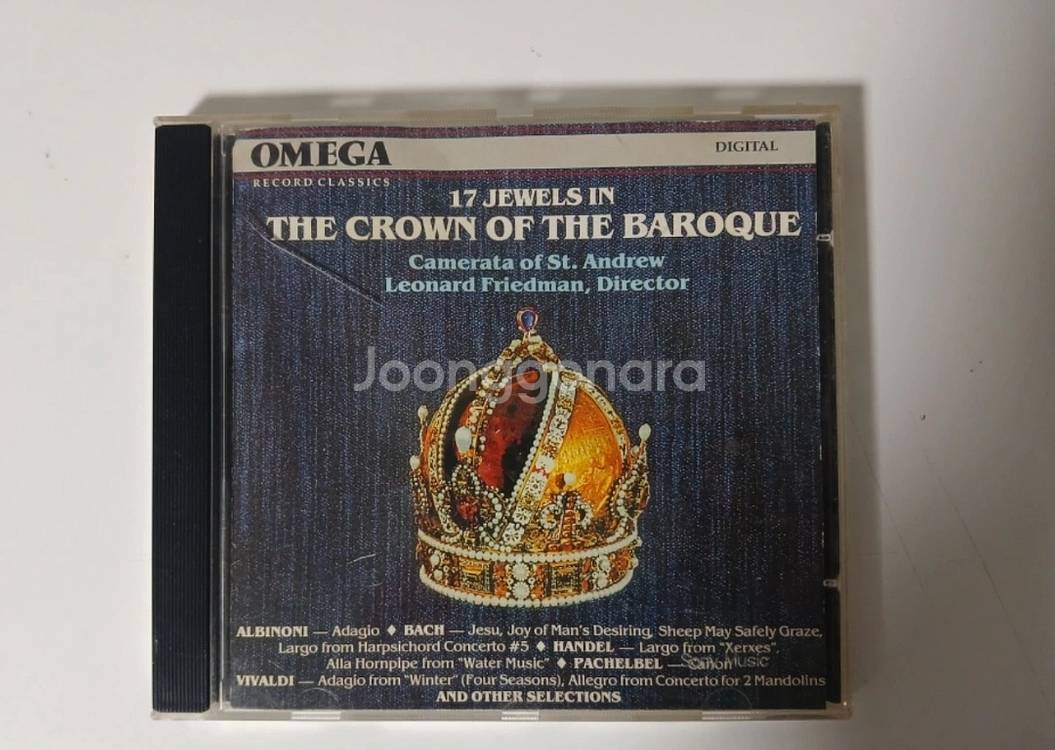 OMEGA
DIGITAL
RECORD CLASSICS
17 JEWELS IN
THE CROWN OF THE BAROQUE
Camerata of St. Andrew
Leonard Friedman, Director
Joonggonara
ALBINONI — Adagio ♦ BACH — Jesu, Joy of Man's Desiring, Sheep May Safely Graze,
Largo from Harpsichord Concerto #5 ♦ HANDEL — Largo from "Xerxes",
Alla Hornpipe from "Water Music" ♦ PACHELBEL — Canon
VIVALDI — Adagio from "Winter" (Four Seasons), Allegro from Concerto for 2 Mandolins
AND OTHER SELECTIONS